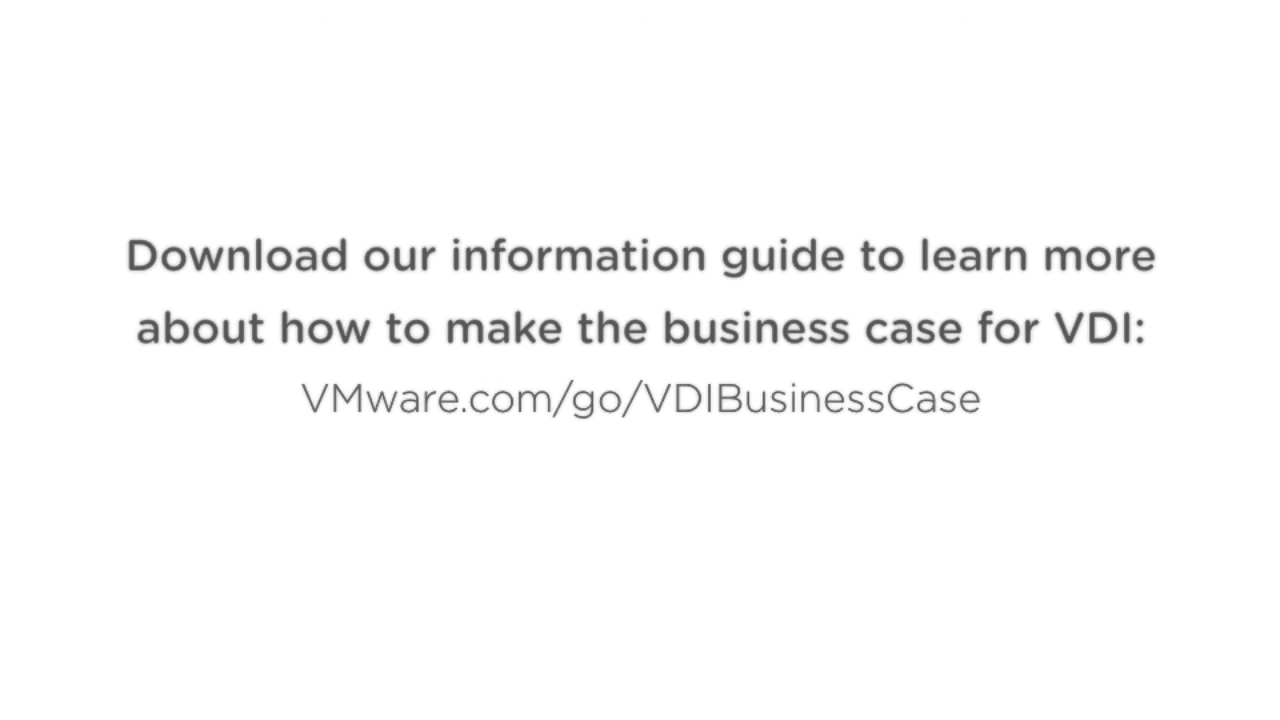 Download our information guide to learn more
about how to make the business case for VDI:
VMware.com/go/VDIBusinessCase